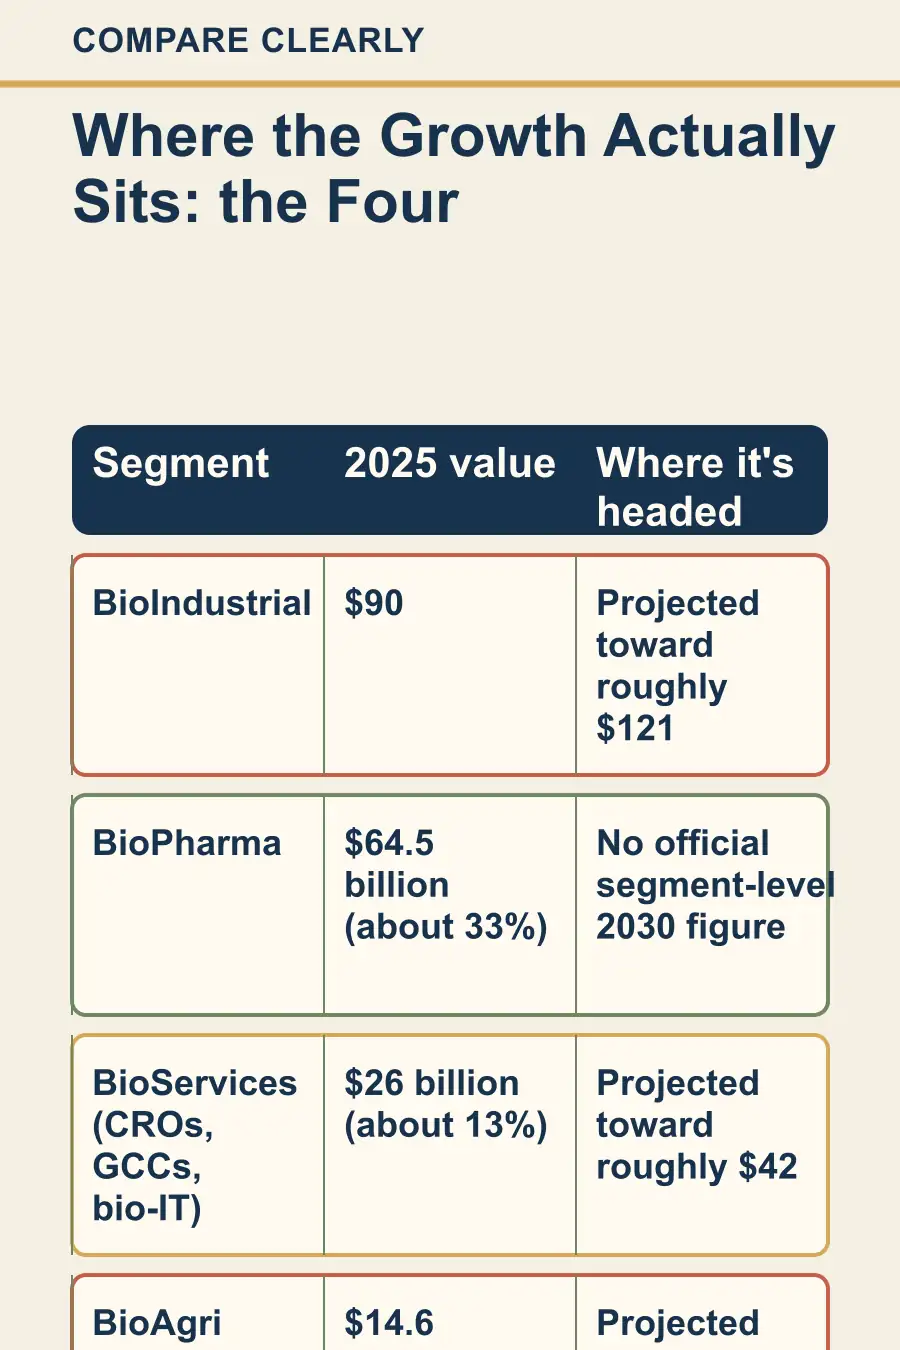 COMPARE CLEARLY
Where the Growth Actually
Sits: the Four
Segment
2025 value
Where it's
headed
BioIndustrial
$90
Projected
toward
roughly
$121
BioPharma
$64.5
billion
(about 33%)
No official
segment-level
2030 figure
BioServices
(CROs,
GCCs,
bio-IT)
$26 billion
(about 13%)
Projected
toward
roughly $42
BioAgri
$14.6
Projected